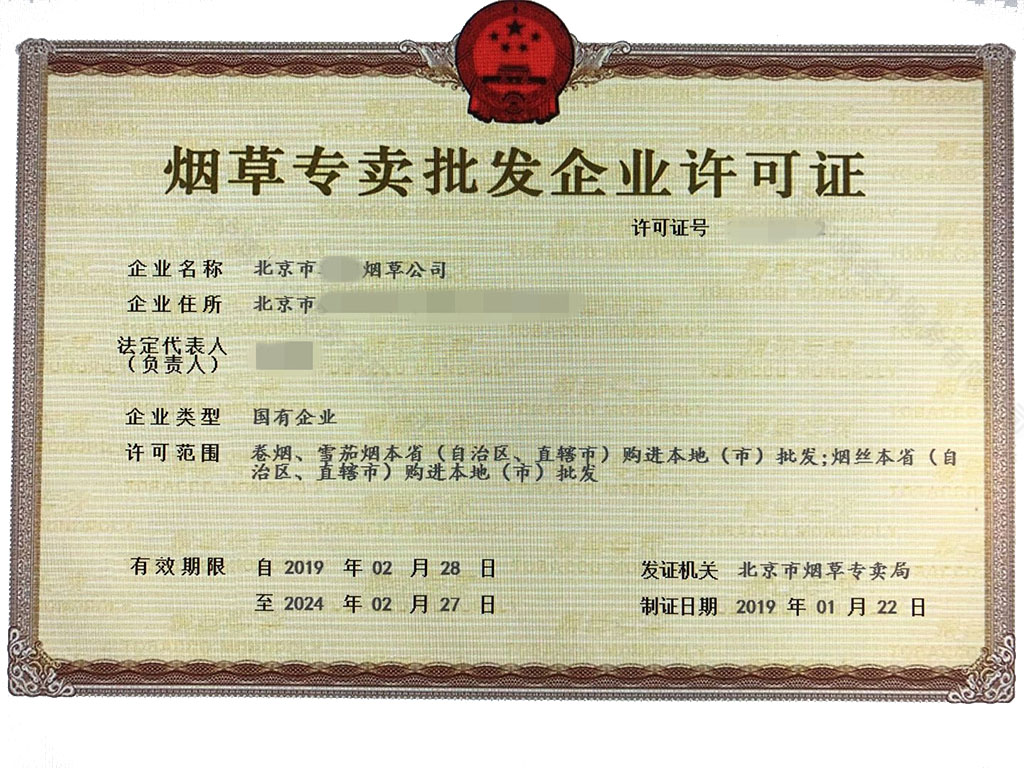 烟草专卖批发企业许可证
许可证号
企业名称 北京市 烟草公司
企业住所 北京市
法定代表人
（负责人）
企业类型 国有企业
许可范围 卷烟、雪茄烟本省（自治区、直辖市）购进本地（市）批发;烟丝本省（自
治区、直辖市）购进本地（市）批发
有效期限 自 2019 年 02 月 28 日
至 2024 年 02 月 27 日
发证机关 北京市烟草专卖局
制证日期 2019 年 01 月 22 日